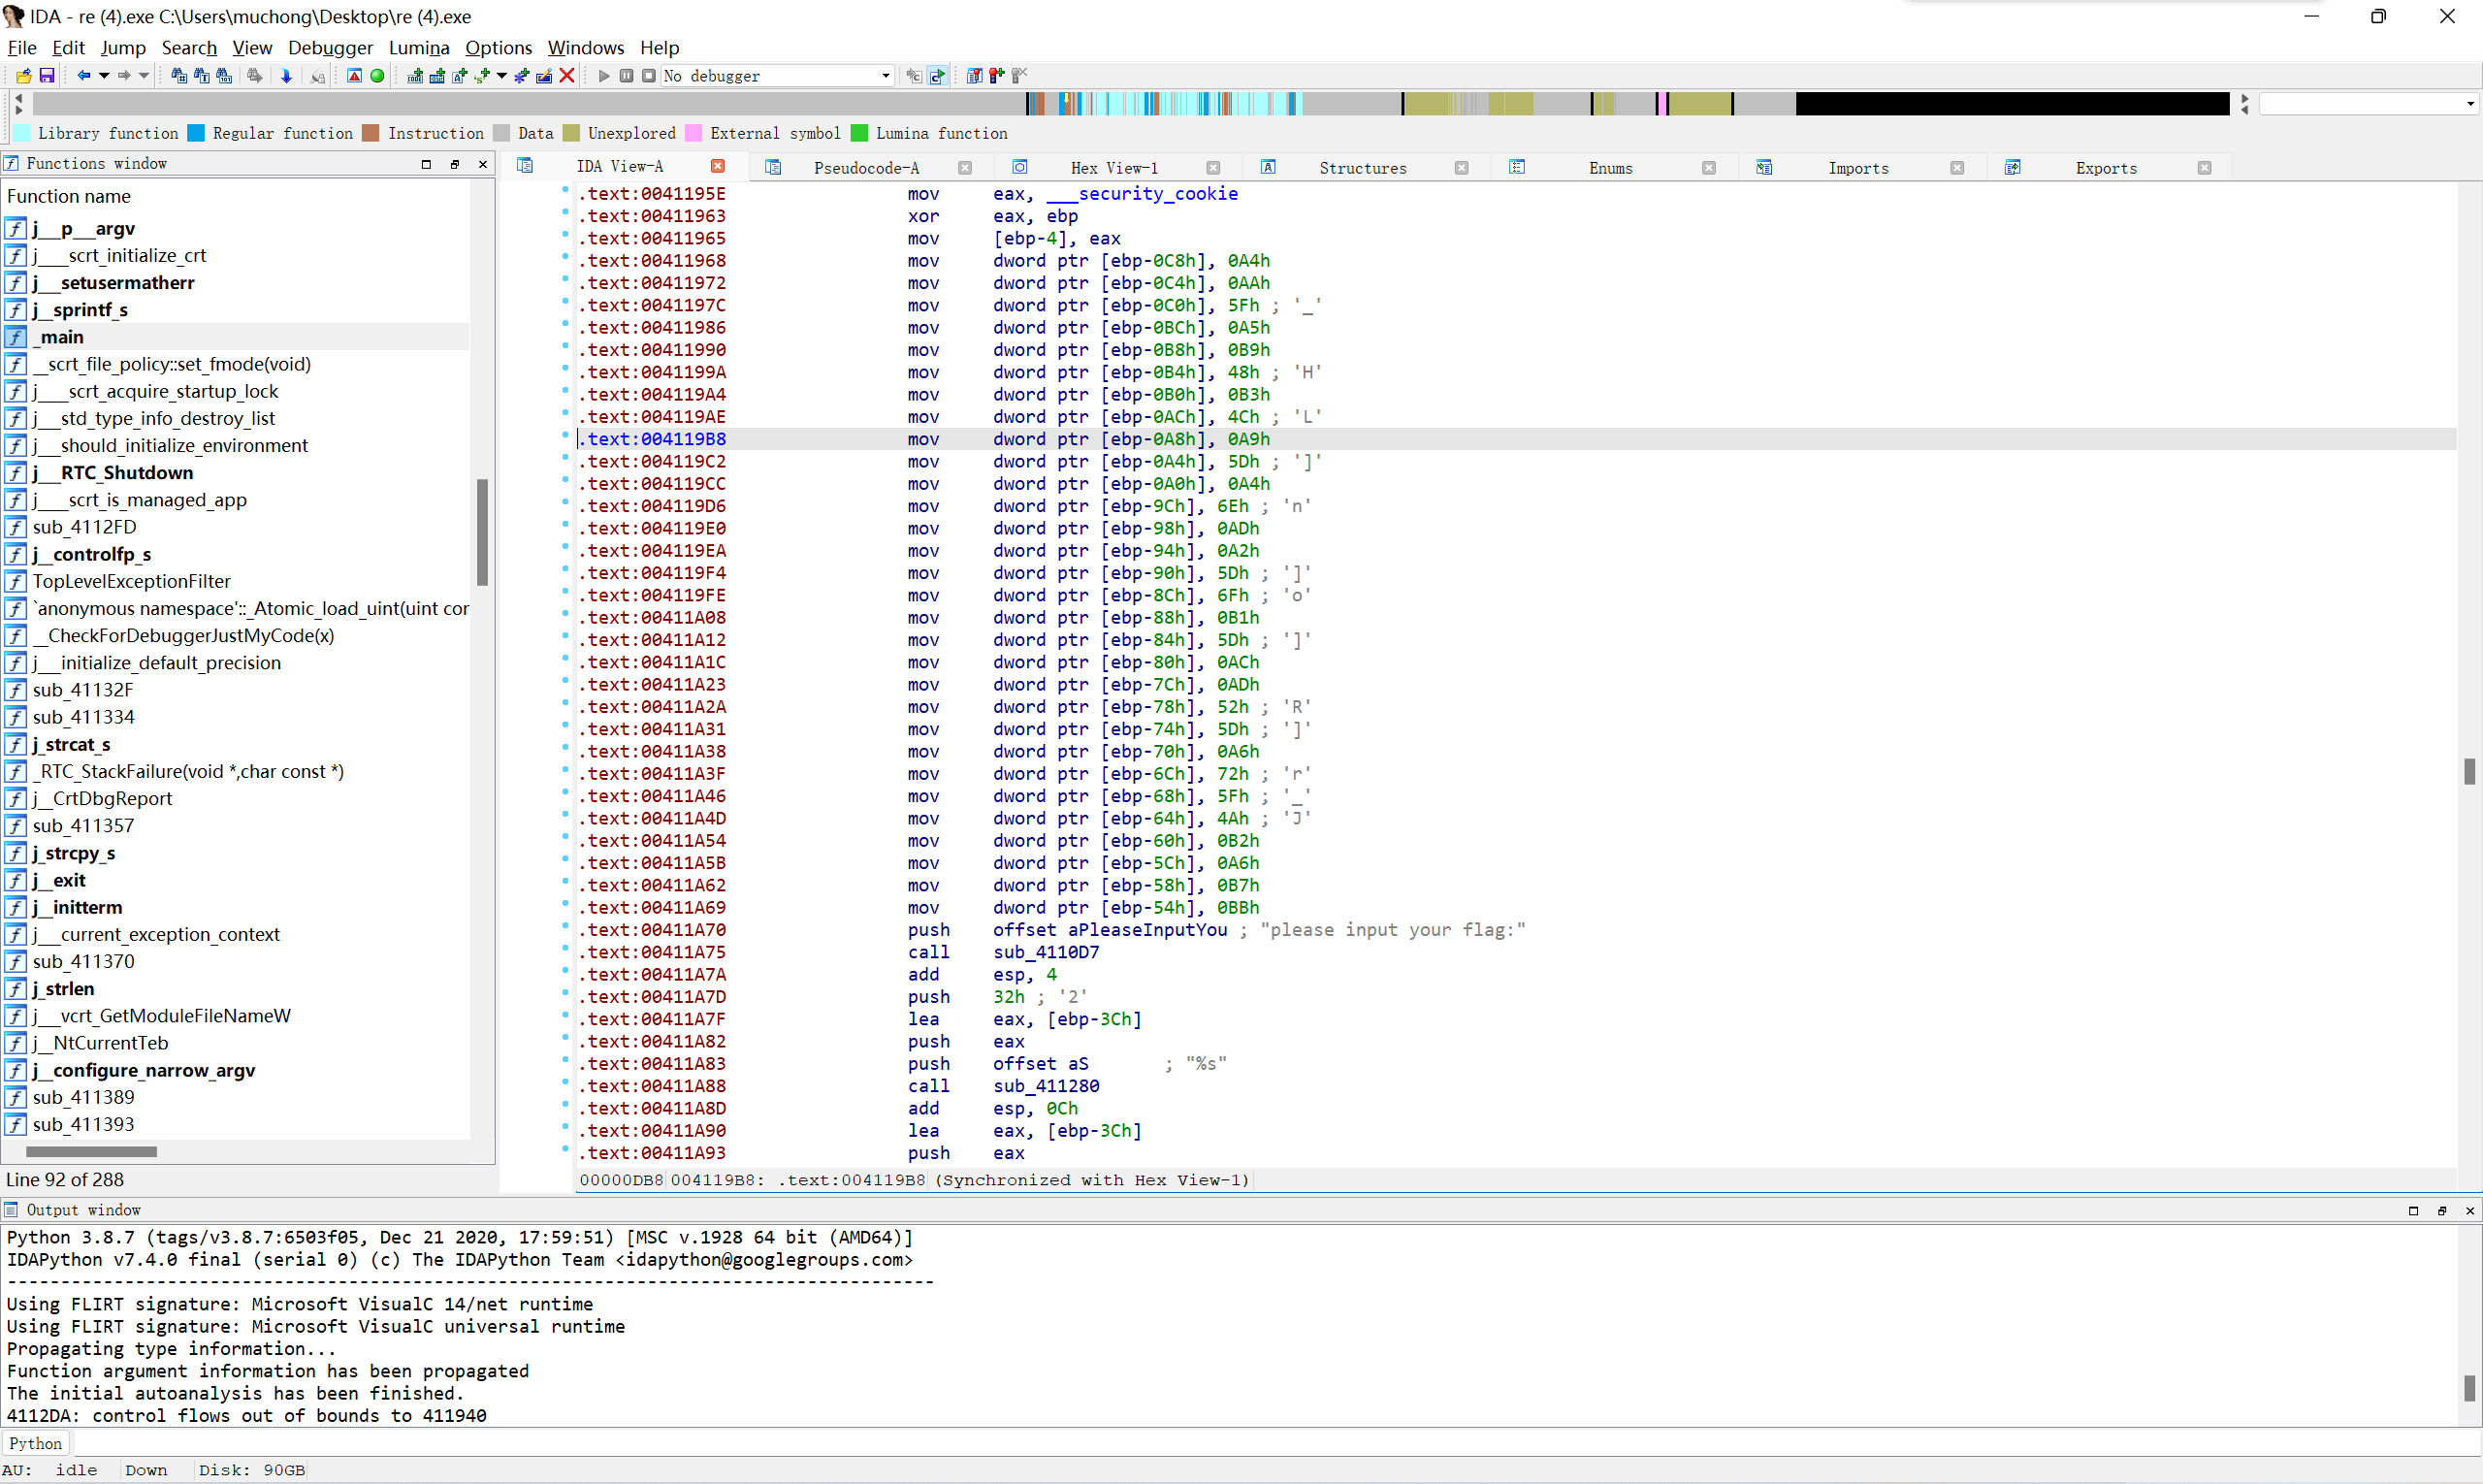 IDA - re (4).exe C:\Users\muchong\Desktop\re (4).exe
File Edit Jump Search View Debugger Lumina Options Windows Help
No debugger
Library function Regular function Instruction Data Unexplored External symbol Lumina function
Functions window
IDA View-A Pseudocode-A Hex View-1 Structures Enums Imports Exports
Function name
j__p__argv
j___scrt_initialize_crt
j__setusermatherr
j__sprintf_s
_main
__scrt_file_policy::set_fmode(void)
j___scrt_acquire_startup_lock
j__std_type_info_destroy_list
j__should_initialize_environment
j__RTC_Shutdown
j___scrt_is_managed_app
sub_4112FD
j__controlfp_s
TopLevelExceptionFilter
`anonymous namespace'::_Atomic_load_uint(uint cor
__CheckForDebuggerJustMyCode(x)
j__initialize_default_precision
sub_41132F
sub_411334
j_strcat_s
_RTC_StackFailure(void *,char const *)
j__CrtDbgReport
sub_411357
j_strcpy_s
j__exit
j__initterm
j__current_exception_context
sub_411370
j_strlen
j__vcrt_GetModuleFileNameW
j__NtCurrentTeb
j__configure_narrow_argv
sub_411389
sub_411393
Line 92 of 288
.text:0041195E mov eax, ___security_cookie
.text:00411963 xor eax, ebp
.text:00411965 mov [ebp-4], eax
.text:00411968 mov dword ptr [ebp-0C8h], 0A4h
.text:00411972 mov dword ptr [ebp-0C4h], 0AAh
.text:0041197C mov dword ptr [ebp-0C0h], 5Fh ; '_'
.text:00411986 mov dword ptr [ebp-0BCh], 0A5h
.text:00411990 mov dword ptr [ebp-0B8h], 0B9h
.text:0041199A mov dword ptr [ebp-0B4h], 48h ; 'H'
.text:004119A4 mov dword ptr [ebp-0B0h], 0B3h
.text:004119AE mov dword ptr [ebp-0ACh], 4Ch ; 'L'
.text:004119B8 mov dword ptr [ebp-0A8h], 0A9h
.text:004119C2 mov dword ptr [ebp-0A4h], 5Dh ; ']'
.text:004119CC mov dword ptr [ebp-0A0h], 0A4h
.text:004119D6 mov dword ptr [ebp-9Ch], 6Eh ; 'n'
.text:004119E0 mov dword ptr [ebp-98h], 0ADh
.text:004119EA mov dword ptr [ebp-94h], 0A2h
.text:004119F4 mov dword ptr [ebp-90h], 5Dh ; ']'
.text:004119FE mov dword ptr [ebp-8Ch], 6Fh ; 'o'
.text:00411A08 mov dword ptr [ebp-88h], 0B1h
.text:00411A12 mov dword ptr [ebp-84h], 5Dh ; ']'
.text:00411A1C mov dword ptr [ebp-80h], 0ACh
.text:00411A23 mov dword ptr [ebp-7Ch], 0ADh
.text:00411A2A mov dword ptr [ebp-78h], 52h ; 'R'
.text:00411A31 mov dword ptr [ebp-74h], 5Dh ; ']'
.text:00411A38 mov dword ptr [ebp-70h], 0A6h
.text:00411A3F mov dword ptr [ebp-6Ch], 72h ; 'r'
.text:00411A46 mov dword ptr [ebp-68h], 5Fh ; '_'
.text:00411A4D mov dword ptr [ebp-64h], 4Ah ; 'J'
.text:00411A54 mov dword ptr [ebp-60h], 0B2h
.text:00411A5B mov dword ptr [ebp-5Ch], 0A6h
.text:00411A62 mov dword ptr [ebp-58h], 0B7h
.text:00411A69 mov dword ptr [ebp-54h], 0BBh
.text:00411A70 push offset aPleaseInputYou ; "please input your flag:"
.text:00411A75 call sub_4110D7
.text:00411A7A add esp, 4
.text:00411A7D push 32h ; '2'
.text:00411A7F lea eax, [ebp-3Ch]
.text:00411A82 push eax
.text:00411A83 push offset aS ; "%s"
.text:00411A88 call sub_411280
.text:00411A8D add esp, 0Ch
.text:00411A90 lea eax, [ebp-3Ch]
.text:00411A93 push eax
00000DB8 004119B8: .text:004119B8 (Synchronized with Hex View-1)
Output window
Python 3.8.7 (tags/v3.8.7:6503f05, Dec 21 2020, 17:59:51) [MSC v.1928 64 bit (AMD64)]
IDAPython v7.4.0 final (serial 0) (c) The IDAPython Team <idapython@googlegroups.com>
---------------------------------------------------------------------------------------
Using FLIRT signature: Microsoft VisualC 14/net runtime
Using FLIRT signature: Microsoft VisualC universal runtime
Propagating type information...
Function argument information has been propagated
The initial autoanalysis has been finished.
4112DA: control flows out of bounds to 411940
Python
AU: idle Down Disk: 90GB